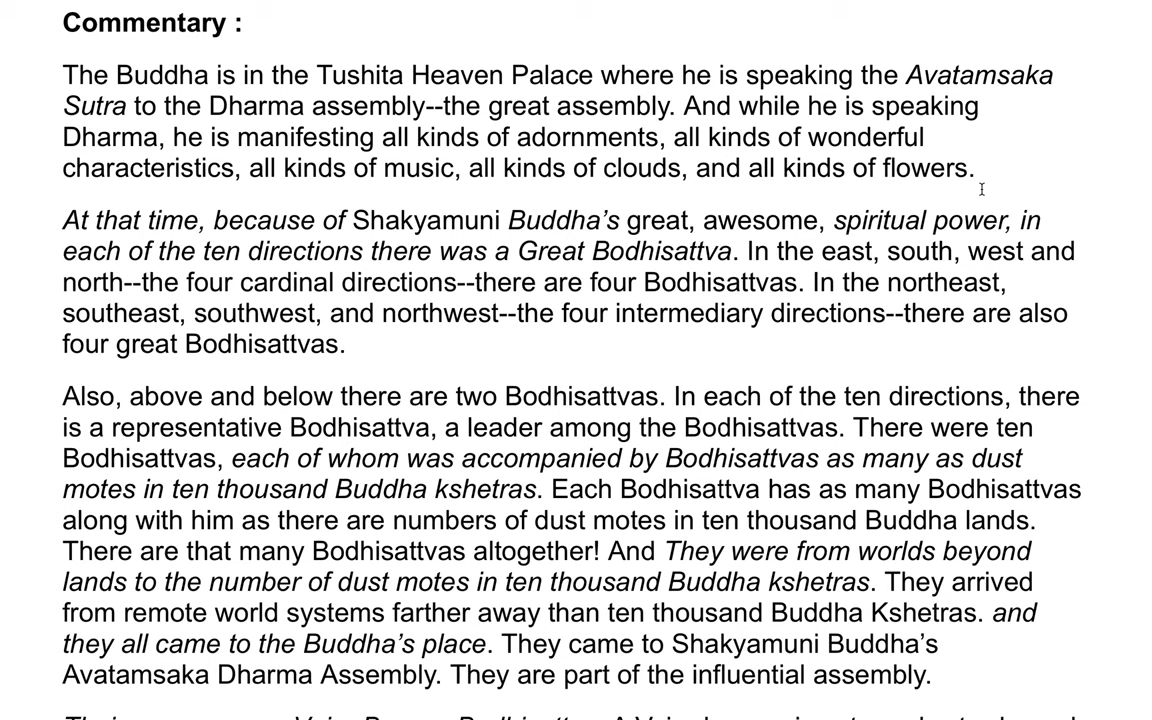 Commentary :
The Buddha is in the Tushita Heaven Palace where he is speaking the Avatamsaka
Sutra to the Dharma assembly--the great assembly. And while he is speaking
Dharma, he is manifesting all kinds of adornments, all kinds of wonderful
characteristics, all kinds of music, all kinds of clouds, and all kinds of flowers.
At that time, because of Shakyamuni Buddha’s great, awesome, spiritual power, in
each of the ten directions there was a Great Bodhisattva. In the east, south, west and
north--the four cardinal directions--there are four Bodhisattvas. In the northeast,
southeast, southwest, and northwest--the four intermediary directions--there are also
four great Bodhisattvas.
Also, above and below there are two Bodhisattvas. In each of the ten directions, there
is a representative Bodhisattva, a leader among the Bodhisattvas. There were ten
Bodhisattvas, each of whom was accompanied by Bodhisattvas as many as dust
motes in ten thousand Buddha kshetras. Each Bodhisattva has as many Bodhisattvas
along with him as there are numbers of dust motes in ten thousand Buddha lands.
There are that many Bodhisattvas altogether! And They were from worlds beyond
lands to the number of dust motes in ten thousand Buddha kshetras. They arrived
from remote world systems farther away than ten thousand Buddha Kshetras. and
they all came to the Buddha’s place. They came to Shakyamuni Buddha’s
Avatamsaka Dharma Assembly. They are part of the influential assembly.